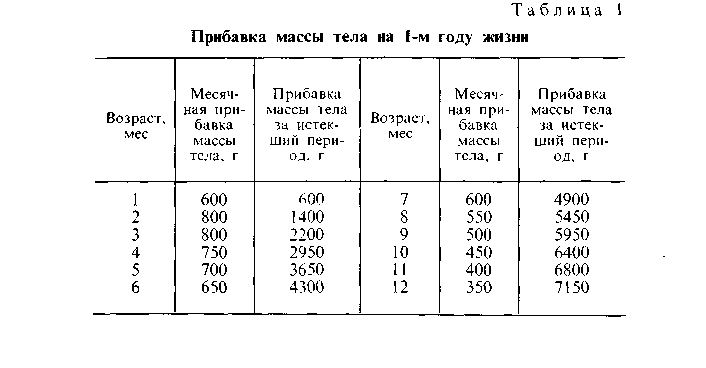 Таблица 1
Прибавка массы тела на 1-м году жизни
Возраст, мес | Месяч- | Прибавка | Возраст, мес | Месяч- | Прибавка
ная при- | массы тела | ная при- | массы тела
бавка | за истек- | бавка | за истек-
массы | ший пери- | массы | ший пери-
тела, г | од, г | тела, г | од, г
1 600 600 7 600 4900
2 800 1400 8 550 5450
3 800 2200 9 500 5950
4 750 2950 10 450 6400
5 700 3650 11 400 6800
6 650 4300 12 350 7150